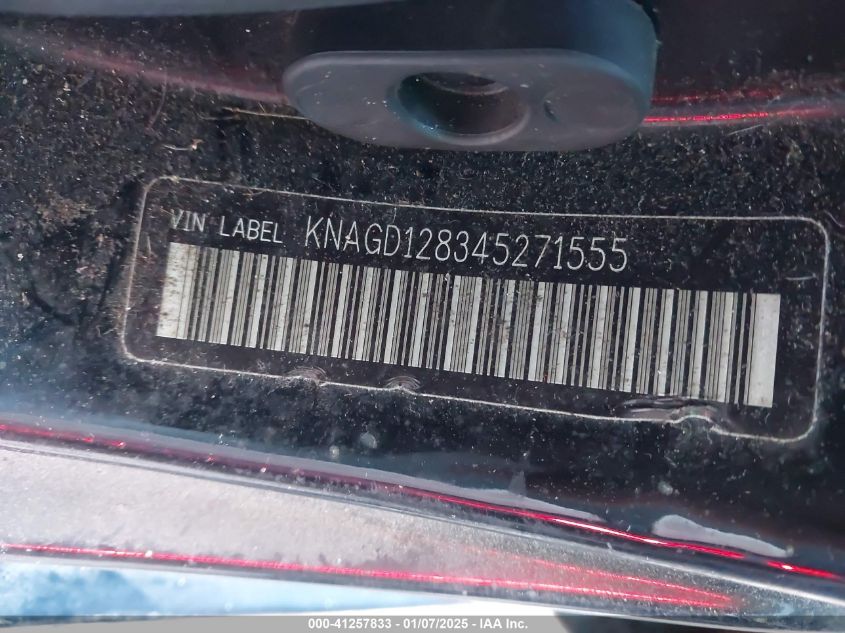 VIN LABEL KNAGD128345271555
000-41257833 - 01/07/2025 - IAA Inc.